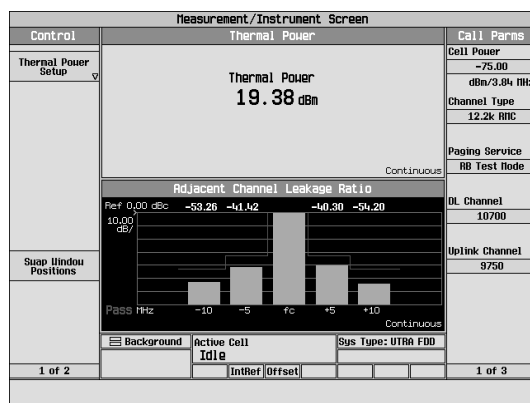 Measurement/Instrument Screen
Control
Thermal Power
Setup
Swap Window
Positions
1 of 2
Thermal Power
Thermal Power
19.38 dBm
Continuous
Adjacent Channel Leakage Ratio
Ref 0.00 dBc
-53.26 -41.42 -40.30 -54.20
10.00
dB/
Pass MHz -10 -5 fc +5 +10
Continuous
Background
Active Cell
Idle
Sys Type: UTRA FDD
IntRef Offset
Call Parms
Cell Power
-75.00
dBm/3.84 MHz
Channel Type
12.2k RMC
Paging Service
RB Test Mode
DL Channel
10700
Uplink Channel
9750
1 of 3